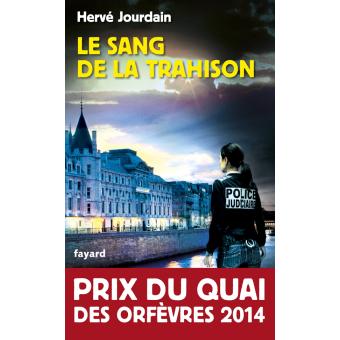 Hervé Jourdain
LE SANG
DE LA TRAHISON
POLICE
JUDICIAIRE
fayard
PRIX DU QUAI
DES ORFÈVRES 2014